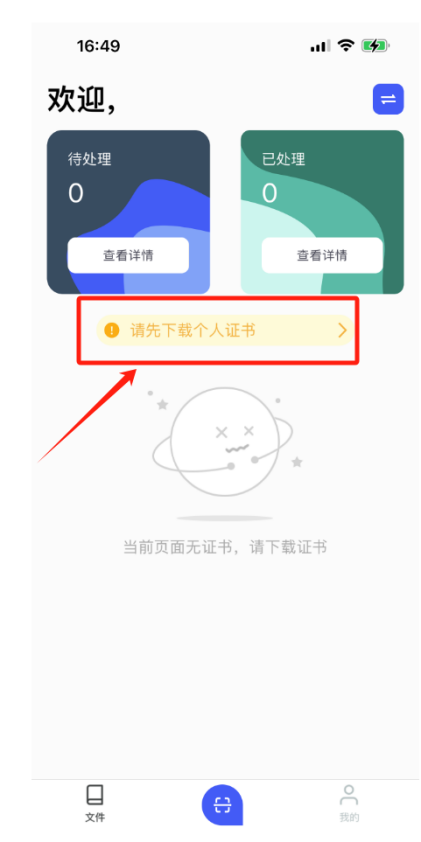 16:49
欢迎,
待处理
已处理
0
0
查看详情
查看详情
请先下载个人证书
当前页面无证书，请下载证书
文件
我的